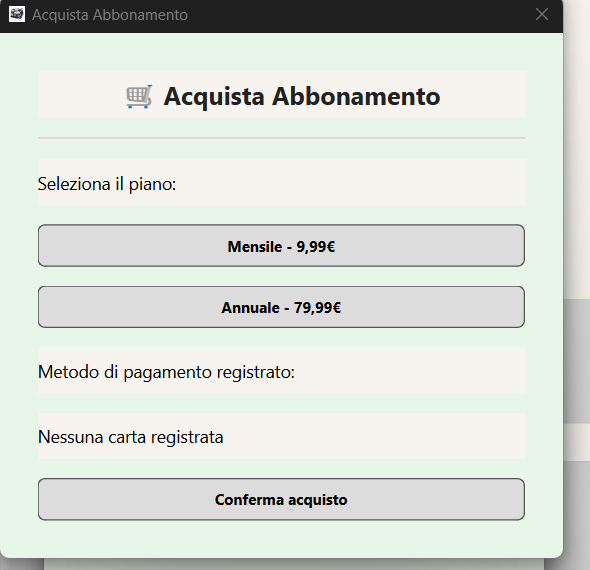 Acquista Abbonamento
🛒 Acquista Abbonamento
Seleziona il piano:
Mensile - 9,99€
Annuale - 79,99€
Metodo di pagamento registrato:
Nessuna carta registrata
Conferma acquisto